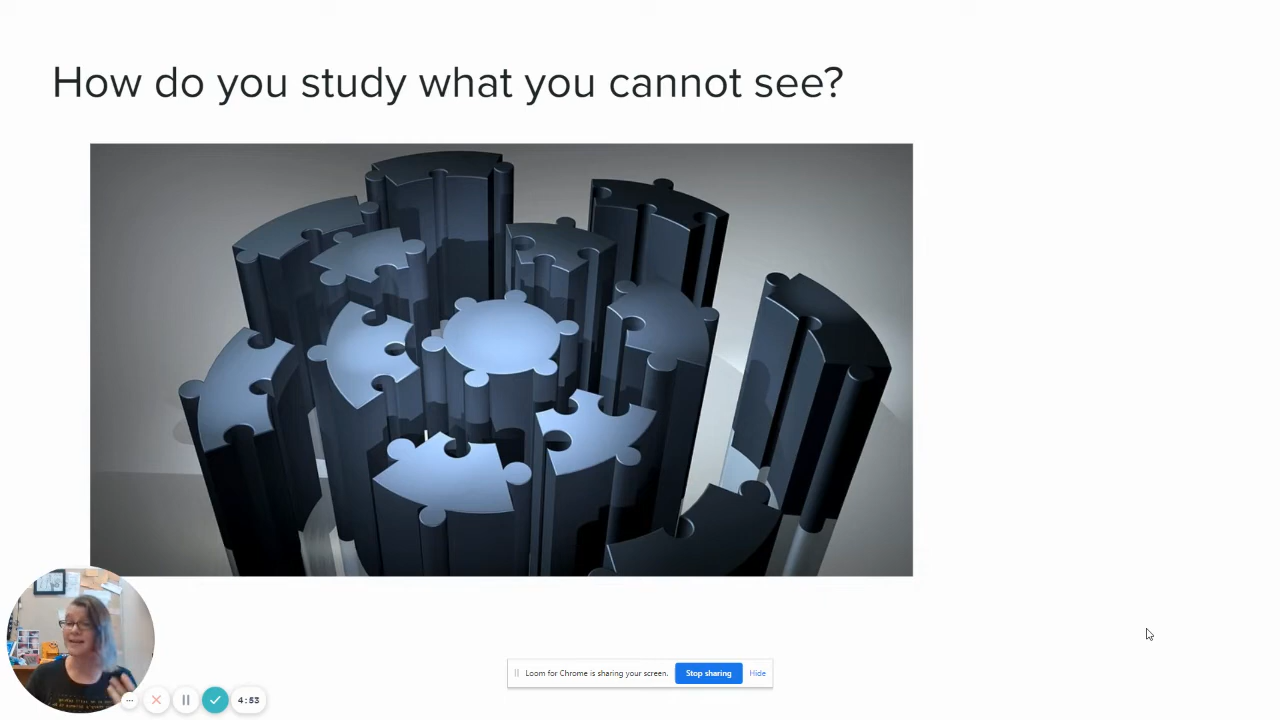 How do you study what you cannot see?
Loom for Chrome is sharing your screen. Stop sharing Hide
4:53